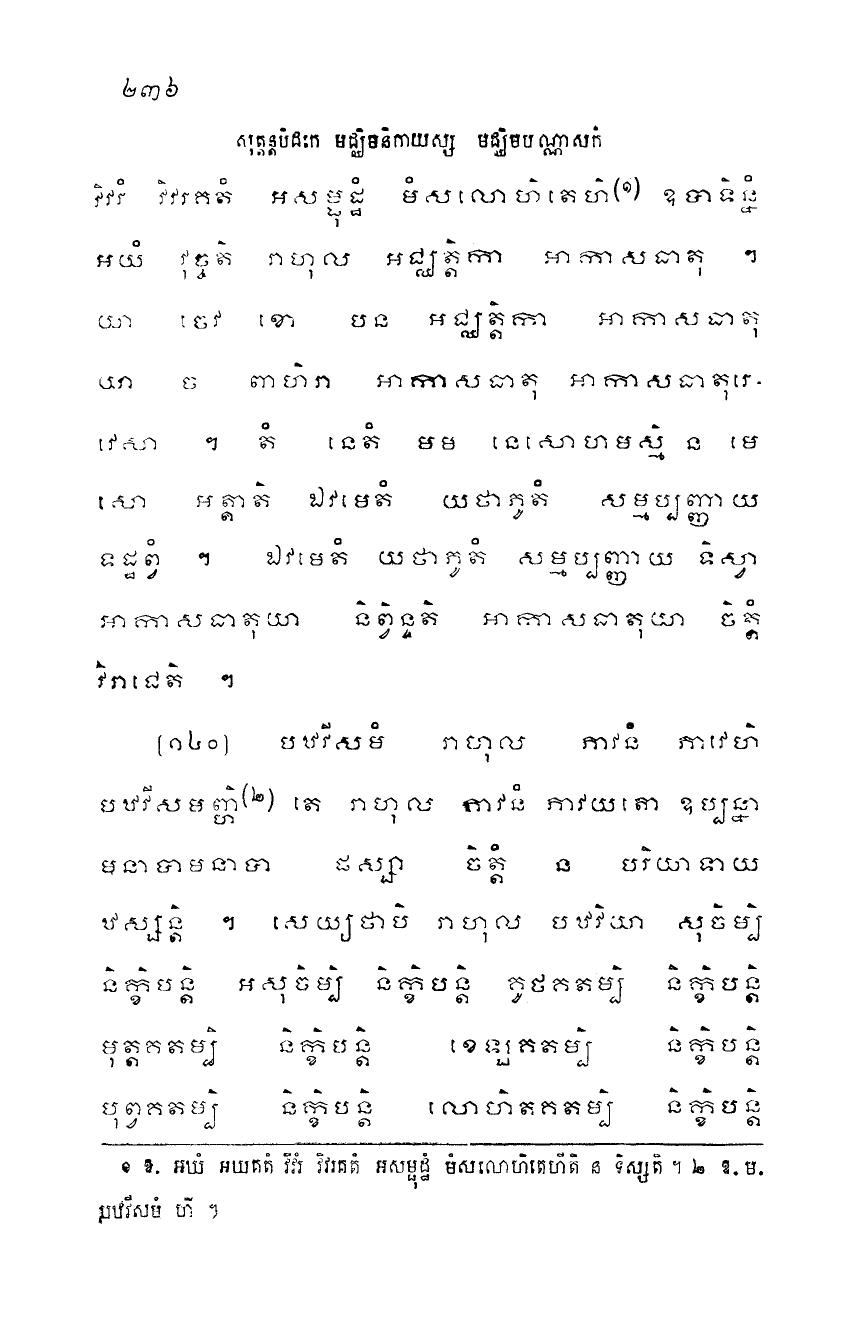 ២៣៦
សុត្តន្តបិដកេ មជ្ឈិមនិកាយស្ស មជ្ឈិមបណ្ណាសកំ
វិវរំ វិវរគតំ អសម្ផុដ្ឋំ មំសលោហិតេហិ(១) ឧបាទិន្នំ
អយំ វុច្ចតិ រាហុល អជ្ឈត្តិកា អាកាសធាតុ ។
យា ចេវ ខោ បន អជ្ឈត្តិកា អាកាសធាតុ
យា ច ពាហិរា អាកាសធាតុ អាកាសធាតុរេ-
វេសា ។ តំ នេតំ មម នេសោហមស្មិ ន មេ
សោ អត្តាតិ ឯវមេតំ យថាភូតំ សម្មប្បញ្ញាយ
ទដ្ឋព្វំ ។ ឯវមេតំ យថាភូតំ សម្មប្បញ្ញាយ ទិស្វា
អាកាសធាតុយា និព្វិន្ទតិ អាកាសធាតុយា ចិត្តំ
វិរាជេតិ ។
(១៤០) បឋវីសមំ រាហុល ភាវនំ ភាវេហិ
បឋវីសមញ្ហិ(២) តេ រាហុល ភាវនំ ភាវយតោ ឧប្បន្នា
មនាបាមនាបា ផស្សា ចិត្តំ ន បរិយាទាយ
ឋស្សន្តិ ។ សេយ្យថាបិ រាហុល បឋវិយា សុចិម្បិ
និក្ខិបន្តិ អសុចិម្បិ និក្ខិបន្តិ គូថគតម្បិ និក្ខិបន្តិ
មុត្តគតម្បិ និក្ខិបន្តិ ខេឡគតម្បិ និក្ខិបន្តិ
បុព្វគតម្បិ និក្ខិបន្តិ លោហិតគតម្បិ និក្ខិបន្តិ
១ ឱ. អឃំ អឃគតំ វិវរំ វិវរគតំ អសម្ផុដ្ឋំ មំសលោហិតេហីតិ ន ទិស្សតិ ។ ២ ឱ. ម.
បឋវីសមំ ហិ ។